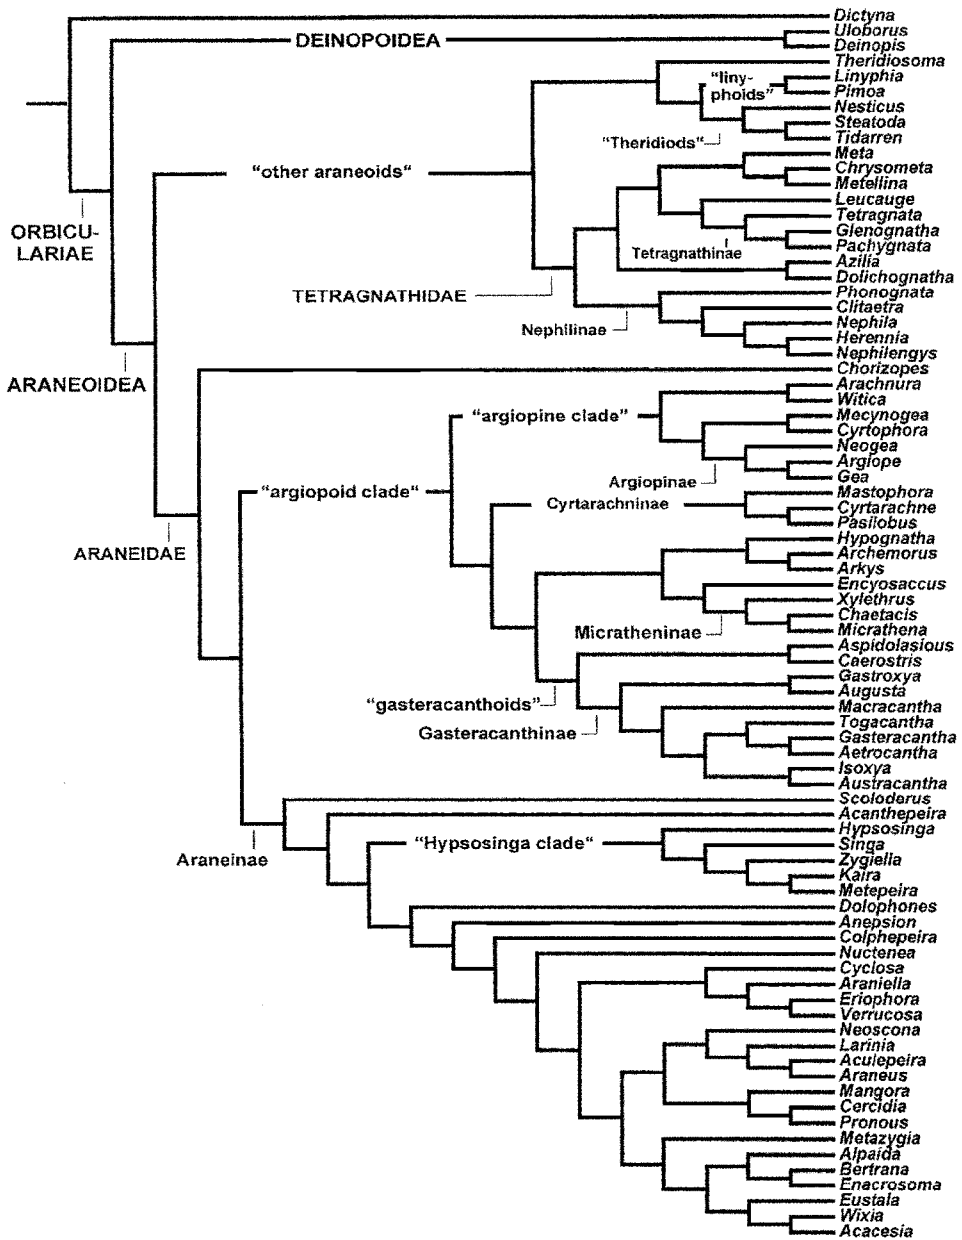 Dictyna
Uloborus
DEINOPOIDEA
Deinopis
Theridiosoma
"liny-
phoids"
Linyphia
Pimoa
Nesticus
Steatoda
"Theridiods"
Tidarren
Meta
"other araneoids"
Chrysometa
Metellina
Leucauge
Tetragnata
ORBICU-
LARIAE
Glenognatha
Tetragnathinae
Pachygnata
Azilia
Dolichognatha
TETRAGNATHIDAE
Phonognata
Clitaetra
Nephilinae
Nephila
Herennia
Nephilengys
Chorizopes
ARANEOIDEA
Arachnura
Witica
"argiopine clade"
Mecynogea
Cyrtophora
Neogea
Argiope
Argiopinae
Gea
"argiopoid clade"
Mastophora
Cyrtarachninae
Cyrtarachne
Pasilobus
Hypognatha
ARANEIDAE
Archemorus
Arkys
Encyosaccus
Xylethrus
Chaetacis
Micratheninae
Micrathena
Aspidolasious
Caerostris
Gastroxya
Augusta
"gasteracanthoids"
Macracantha
Togacantha
Gasteracanthinae
Gasteracantha
Aetrocantha
Isoxya
Austracantha
Scoloderus
Acanthepeira
Hypsosinga
"Hypsosinga clade"
Singa
Araneinae
Zygiella
Kaira
Metepeira
Dolophones
Anepsion
Colphepeira
Nuctenea
Cyclosa
Araniella
Eriophora
Verrucosa
Neoscona
Larinia
Aculepeira
Araneus
Mangora
Cercidia
Pronous
Metazygia
Alpaida
Bertrana
Enacrosoma
Eustala
Wixia
Acacesia